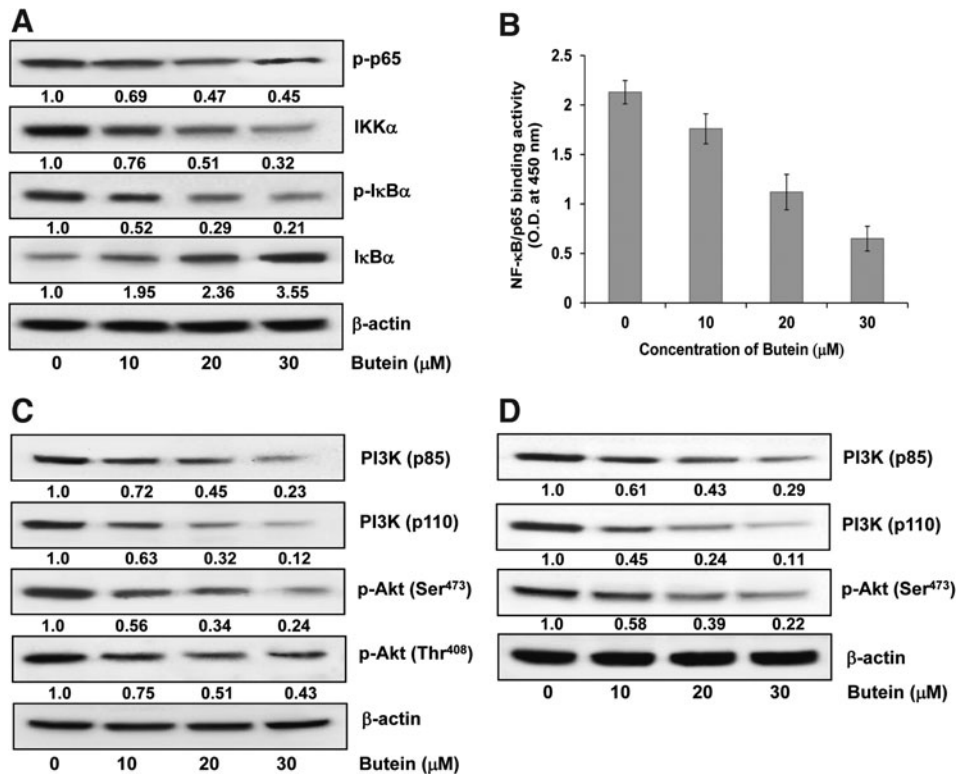 A
p-p65
1.0 0.69 0.47 0.45
IKKα
1.0 0.76 0.51 0.32
p-IκBα
1.0 0.52 0.29 0.21
IκBα
1.0 1.95 2.36 3.55
β-actin
0 10 20 30 Butein (μM)
B
NF-κB/p65 binding activity
(O.D. at 450 nm)
2.5
2
1.5
1
0.5
0
0 10 20 30
Concentration of Butein (μM)
C
PI3K (p85)
1.0 0.72 0.45 0.23
PI3K (p110)
1.0 0.63 0.32 0.12
p-Akt (Ser⁴⁷³)
1.0 0.56 0.34 0.24
p-Akt (Thr⁴⁰⁸)
1.0 0.75 0.51 0.43
β-actin
0 10 20 30 Butein (μM)
D
PI3K (p85)
1.0 0.61 0.43 0.29
PI3K (p110)
1.0 0.45 0.24 0.11
p-Akt (Ser⁴⁷³)
1.0 0.58 0.39 0.22
β-actin
0 10 20 30 Butein (μM)